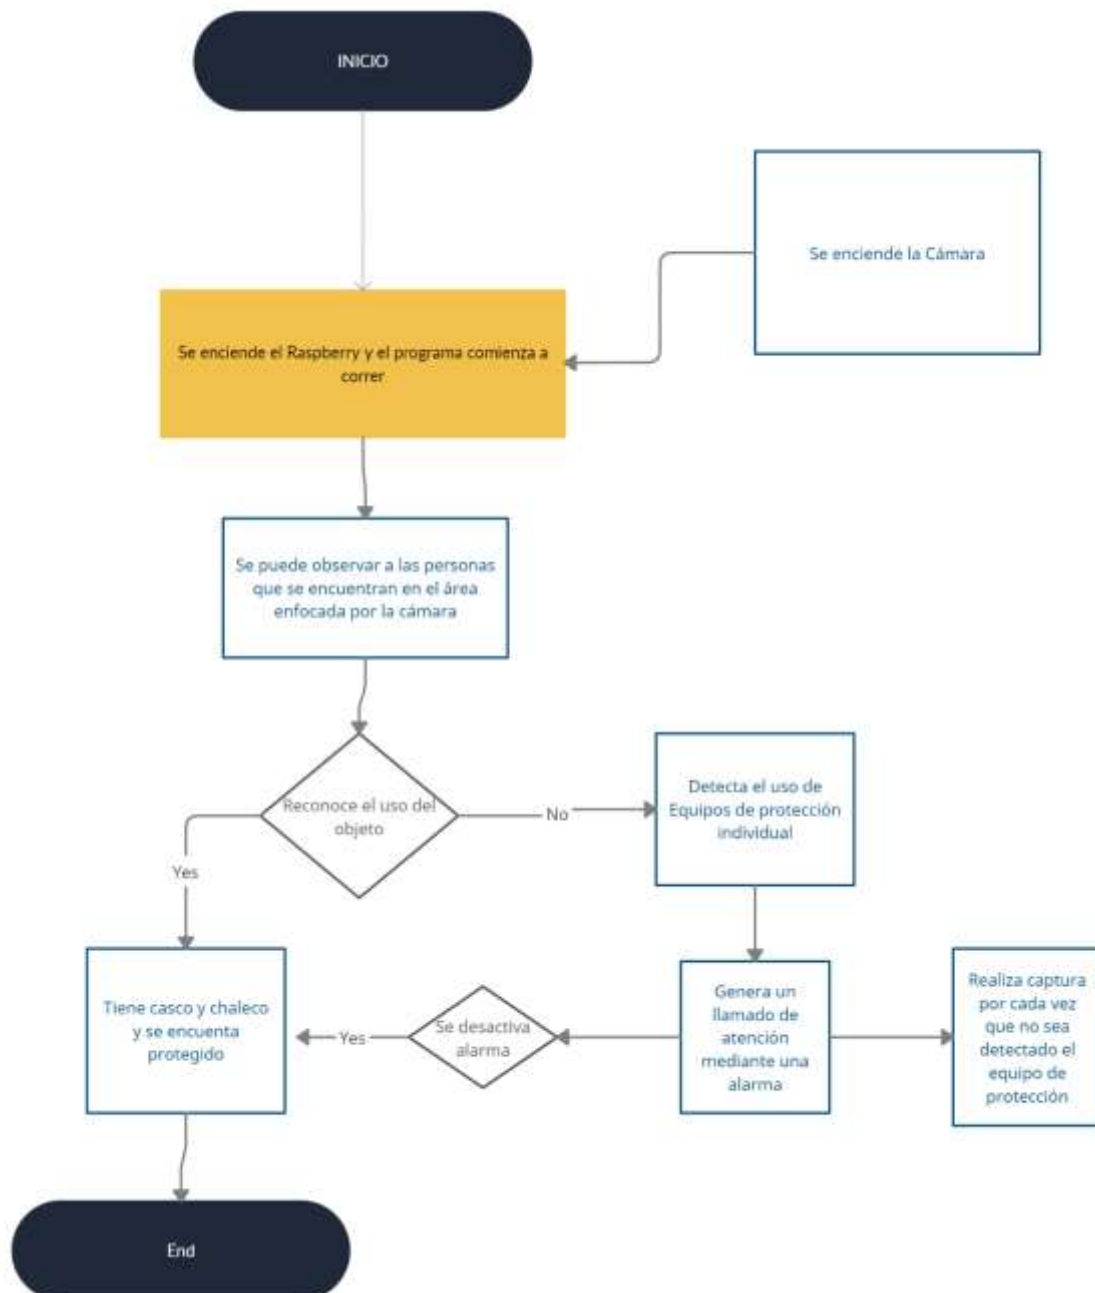 INICIO
Se enciende la Cámara
Se enciende el Raspberry y el programa comienza a
correr
Se puede observar a las personas
que se encuentran en el área
enfocada por la cámara
Reconoce el uso del
objeto
No
Detecta el uso de
Equipos de protección
individual
Yes
Tiene casco y chaleco
y se encuenta
protegido
Yes
Se desactiva
alarma
Genera un
llamado de
atención
mediante una
alarma
Realiza captura
por cada vez
que no sea
detectado el
equipo de
protección
End